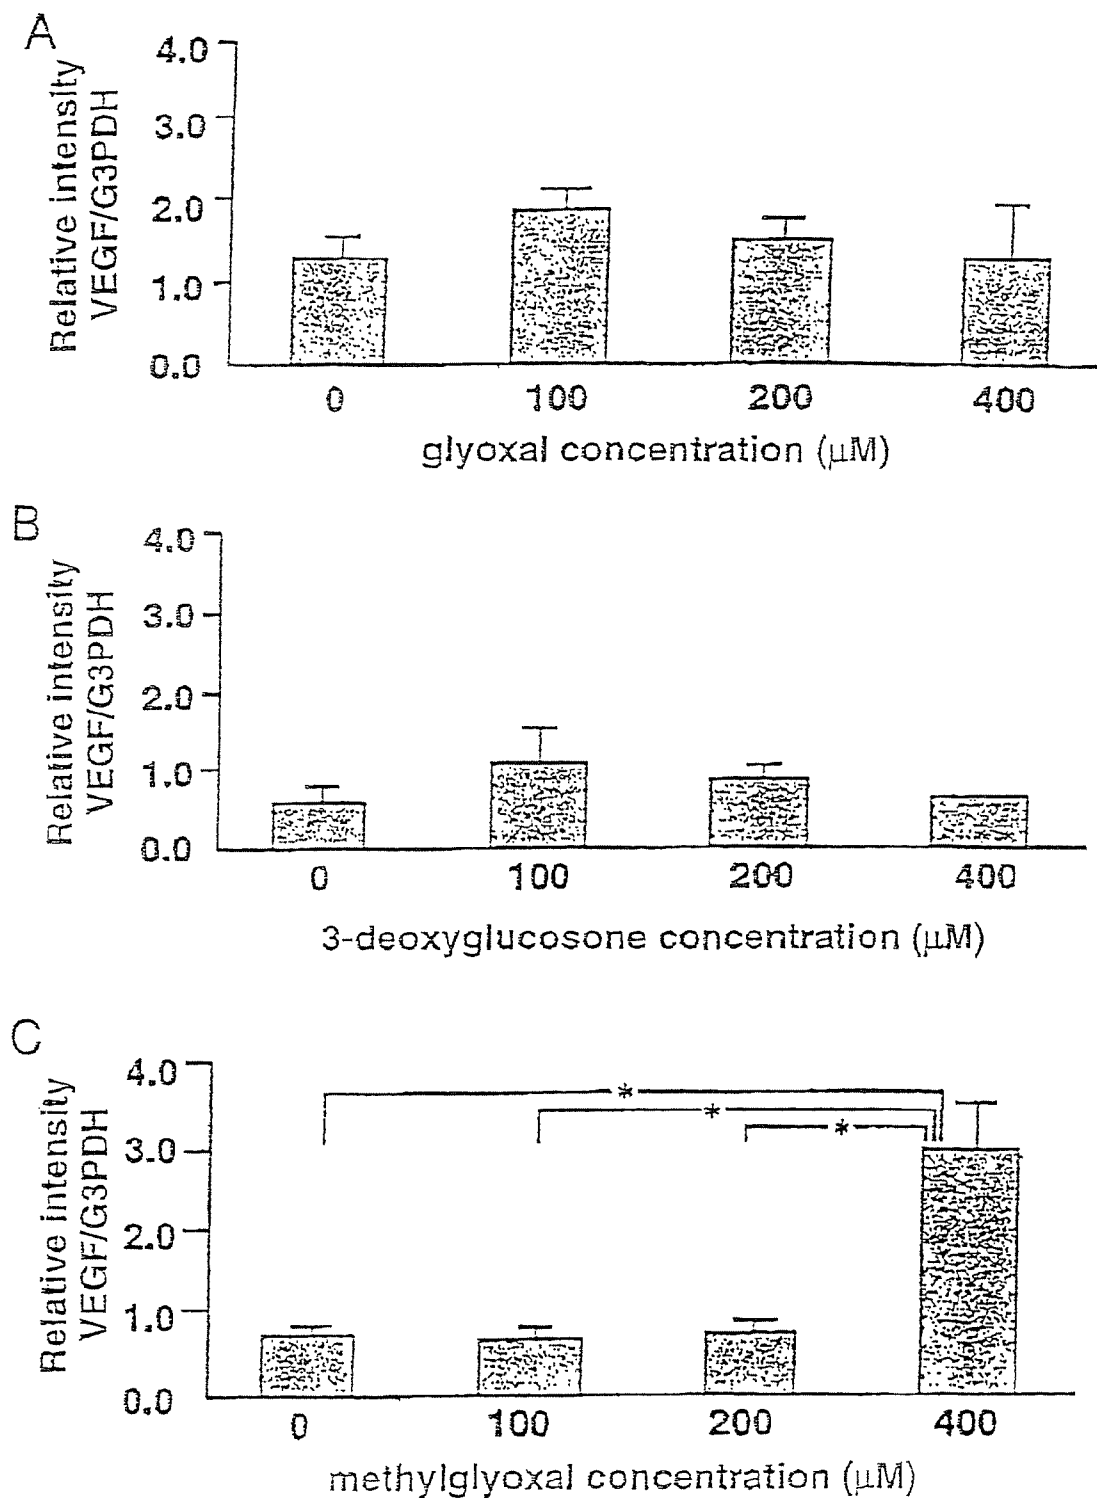 A
Relative intensity
VEGF/G3PDH
4.0
3.0
2.0
1.0
0.0
0 100 200 400
glyoxal concentration (µM)
B
Relative intensity
VEGF/G3PDH
4.0
3.0
2.0
1.0
0.0
0 100 200 400
3-deoxyglucosone concentration (µM)
C
Relative intensity
VEGF/G3PDH
4.0
3.0
2.0
1.0
0.0
*
*
*
0 100 200 400
methylglyoxal concentration (µM)